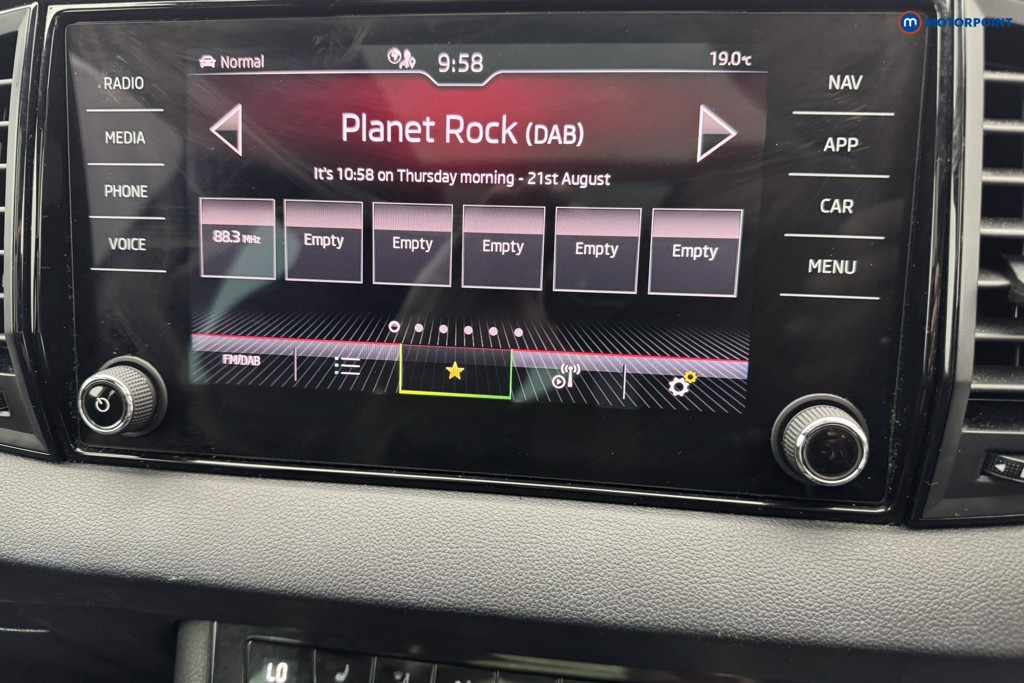 MOTORPOINT
Normal 9:58 19.0°C
RADIO
MEDIA
PHONE
VOICE
Planet Rock (DAB)
It's 10:58 on Thursday morning - 21st August
88.3 MHz Empty Empty Empty Empty Empty
FM/DAB
NAV
APP
CAR
MENU
LO